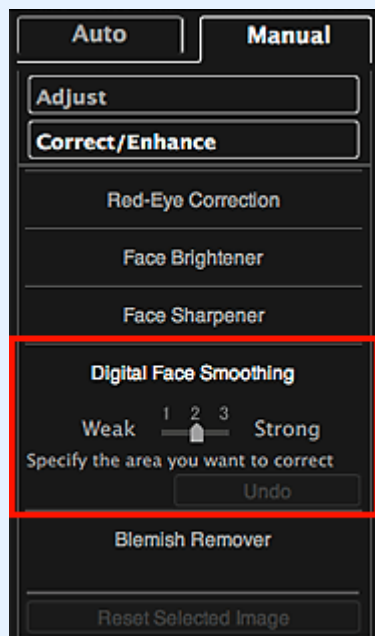 Auto Manual
Adjust
Correct/Enhance
Red-Eye Correction
Face Brightener
Face Sharpener
Digital Face Smoothing
1 2 3
Weak Strong
Specify the area you want to correct
Undo
Blemish Remover
Reset Selected Image